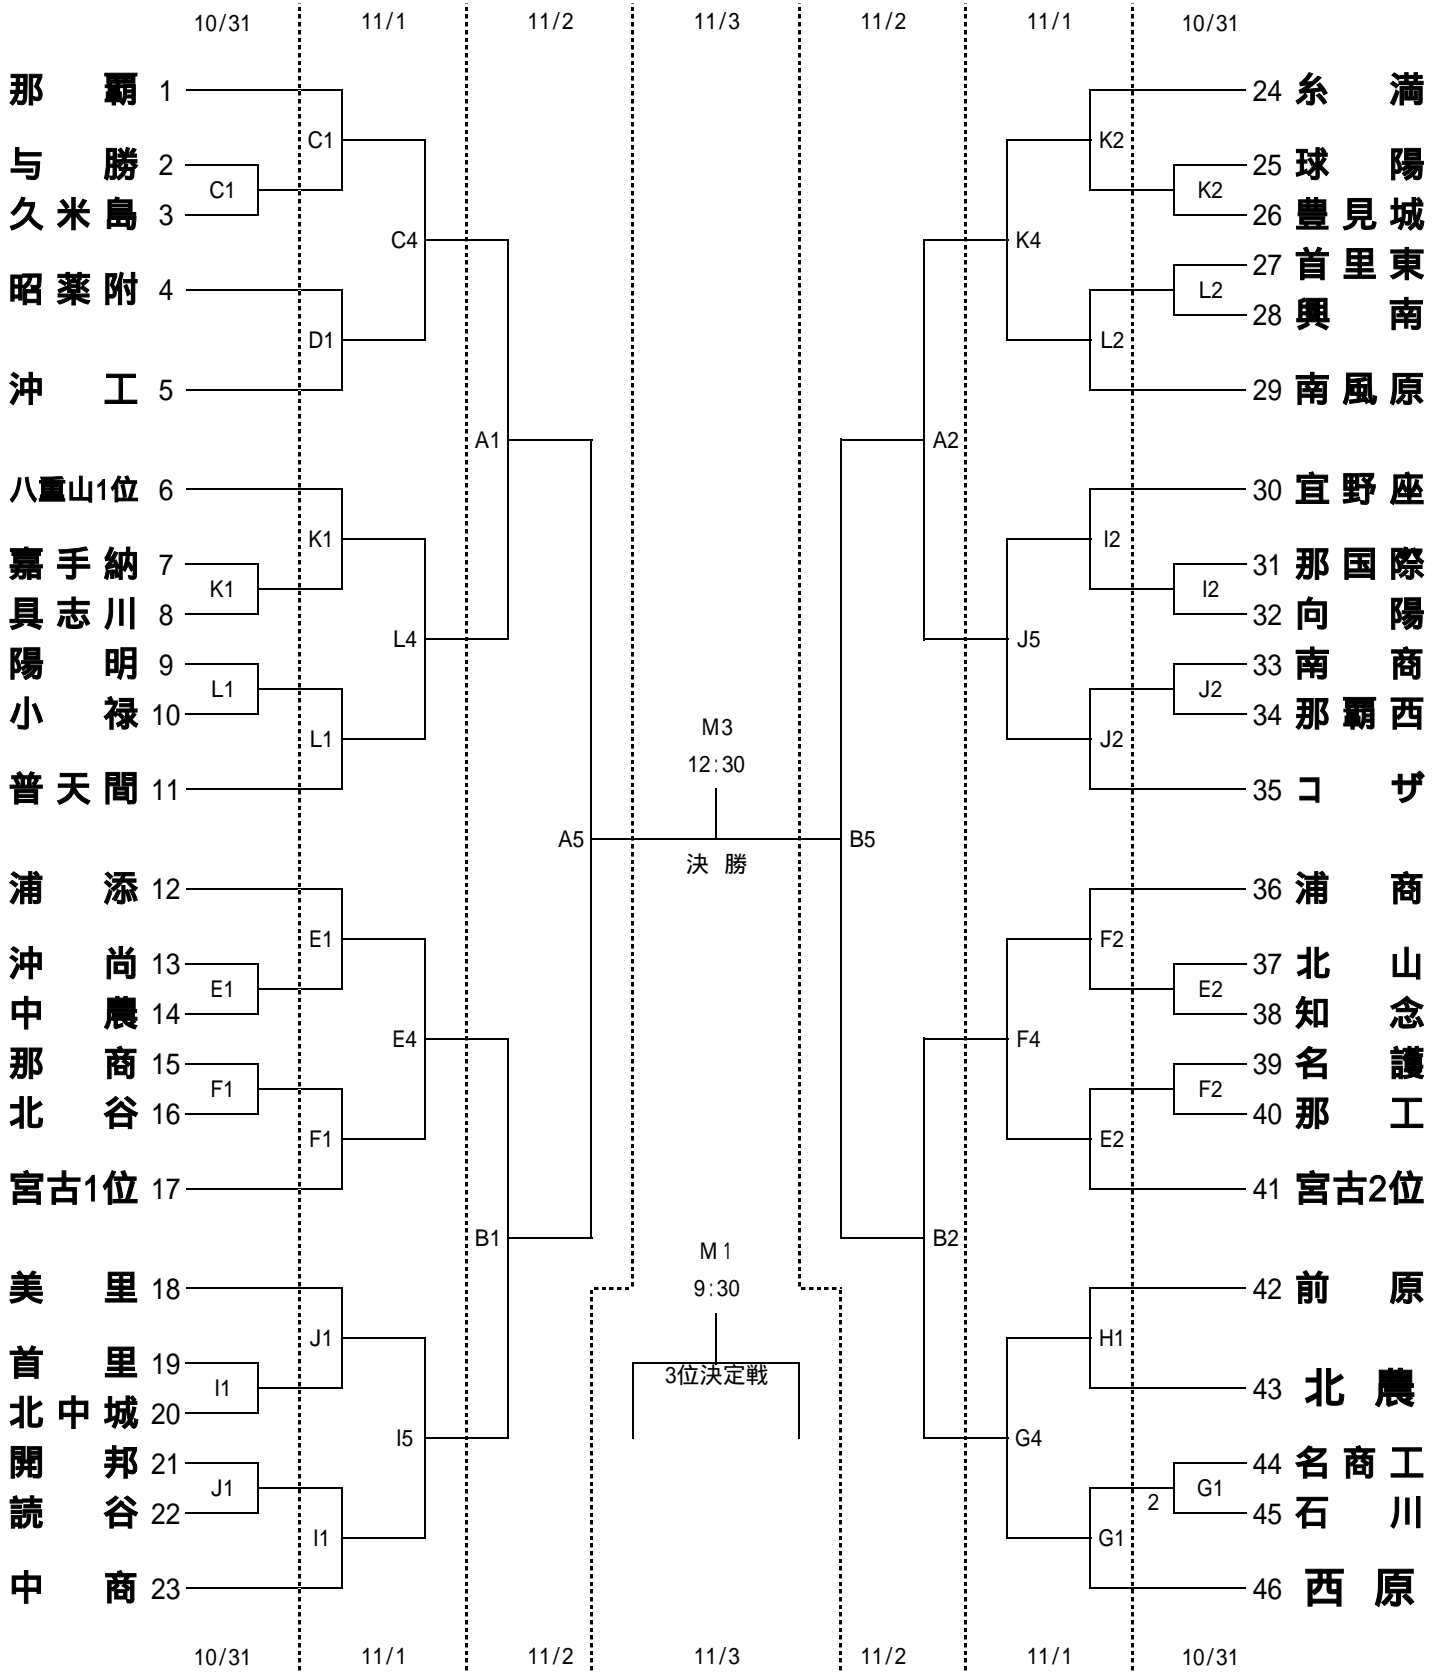 10/31 11/1 11/2 11/3 11/2 11/1 10/31
那覇 1
24 糸満
C1
K2
与勝 2
25 球陽
C1
K2
久米島 3
26 豊見城
C4
K4
27 首里東
昭薬附 4
L2
28 興南
D1
L2
沖工 5
29 南風原
A1
A2
八重山1位 6
30 宜野座
K1
I2
嘉手納 7
31 那国際
K1
I2
具志川 8
32 向陽
L4
J5
陽明 9
33 南商
L1
J2
小禄 10
34 那覇西
M3
L1
J2
12:30
普天間 11
35 コザ
A5
B5
決勝
浦添 12
36 浦商
E1
F2
沖尚 13
37 北山
E1
E2
中農 14
38 知念
E4
F4
那商 15
39 名護
F1
F2
北谷 16
40 那工
F1
E2
宮古1位 17
41 宮古2位
B1
B2
M1
9:30
美里 18
42 前原
J1
H1
首里 19
3位決定戦
I1
43 北農
北中城 20
I5
G4
開邦 21
44 名商工
J1
G1
2
読谷 22
45 石川
I1
G1
中商 23
46 西原
10/31 11/1 11/2 11/3 11/2 11/1 10/31